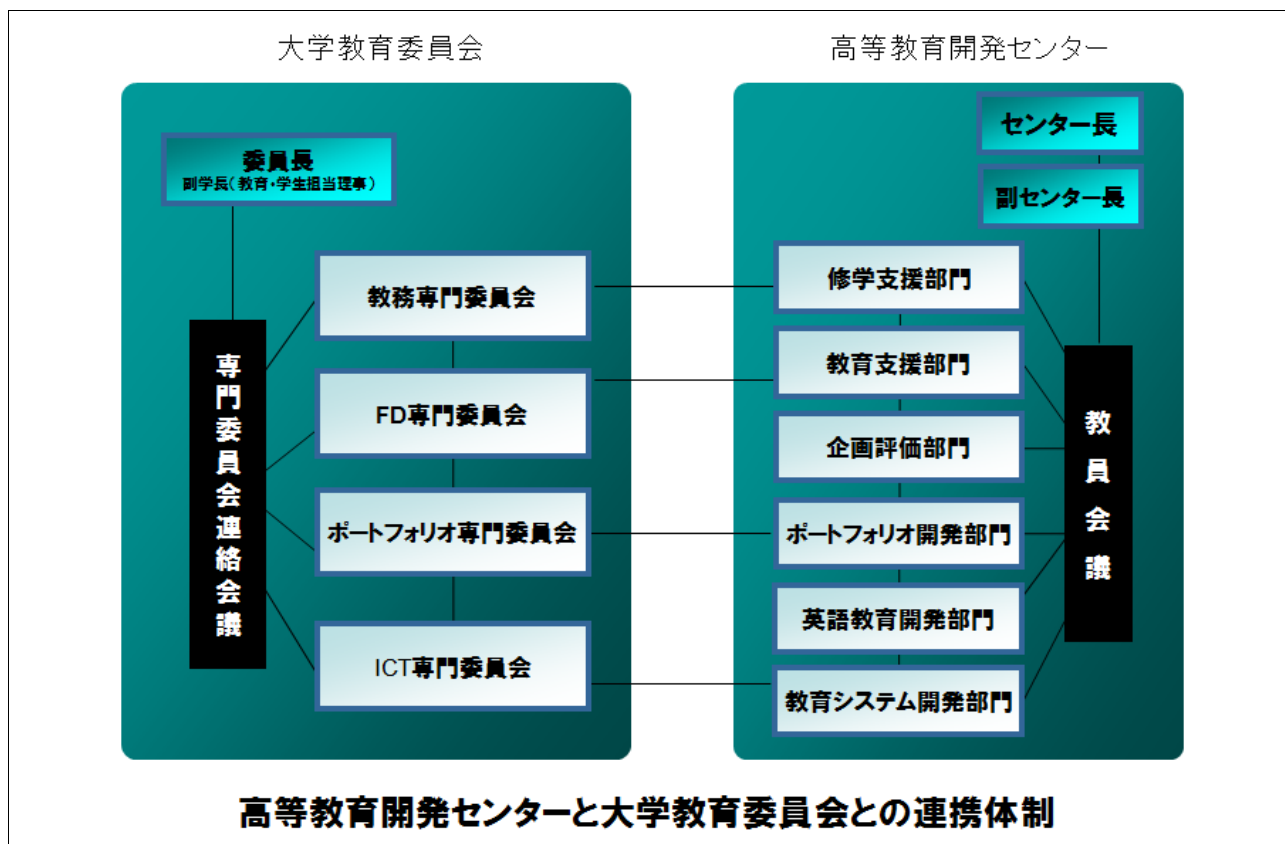 大学教育委員会
高等教育開発センター
委員長
副学長(教育・学生担当理事)
専門委員会連絡会議
教務専門委員会
FD専門委員会
ポートフォリオ専門委員会
ICT専門委員会
センター長
副センター長
修学支援部門
教育支援部門
企画評価部門
ポートフォリオ開発部門
英語教育開発部門
教育システム開発部門
教員会議
高等教育開発センターと大学教育委員会との連携体制